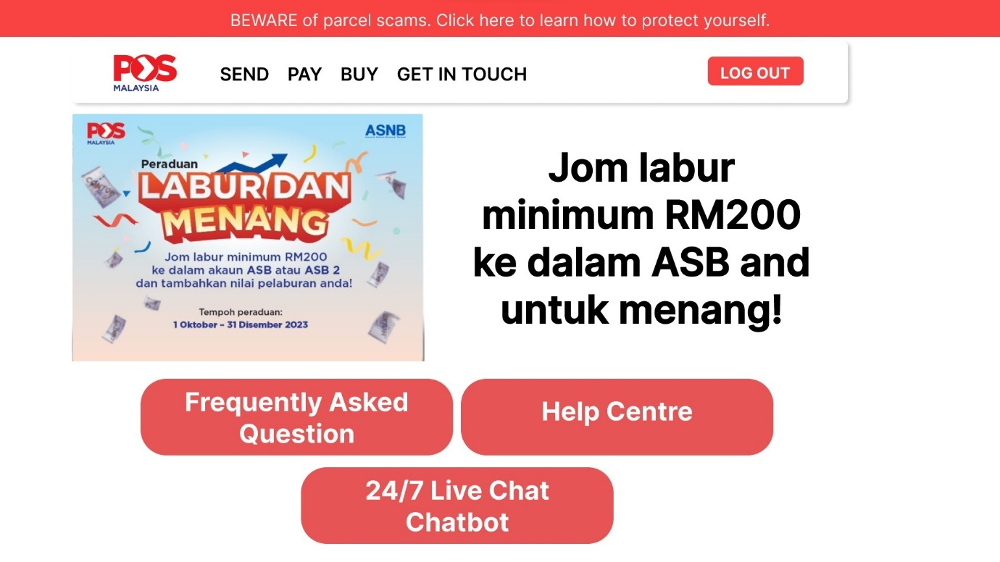 BEWARE of parcel scams. Click here to learn how to protect yourself.
POS
MALAYSIA
SEND PAY BUY GET IN TOUCH
LOG OUT
POS
MALAYSIA
ASNB
Peraduan
LABUR DAN
MENANG
Jom labur minimum RM200
ke dalam akaun ASB atau ASB 2
dan tambahkan nilai pelaburan anda!
Tempoh peraduan:
1 Oktober – 31 Disember 2023
Jom labur
minimum RM200
ke dalam ASB and
untuk menang!
Frequently Asked
Question
Help Centre
24/7 Live Chat
Chatbot